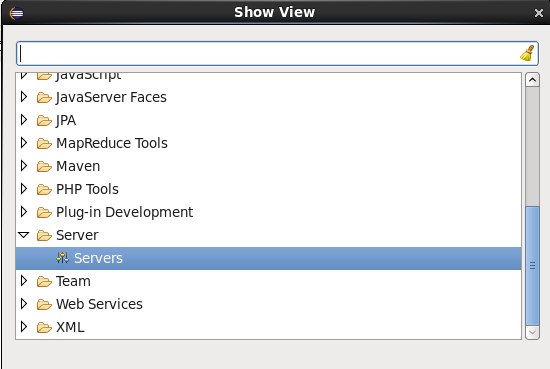 Show View
JavaScript
JavaServer Faces
JPA
MapReduce Tools
Maven
PHP Tools
Plug-in Development
Server
Servers
Team
Web Services
XML